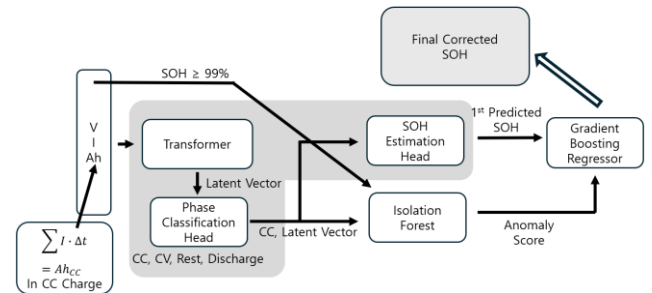 Final Corrected
SOH
SOH ≥ 99%
V
I
Ah
Transformer
SOH
Estimation
Head
1st Predicted
SOH
Gradient
Boosting
Regressor
Latent Vector
Phase
Classification
Head
CC, Latent Vector
Isolation
Forest
Anomaly
Score
CC, CV, Rest, Discharge
∑ I · Δt
= Ah_CC
In CC Charge